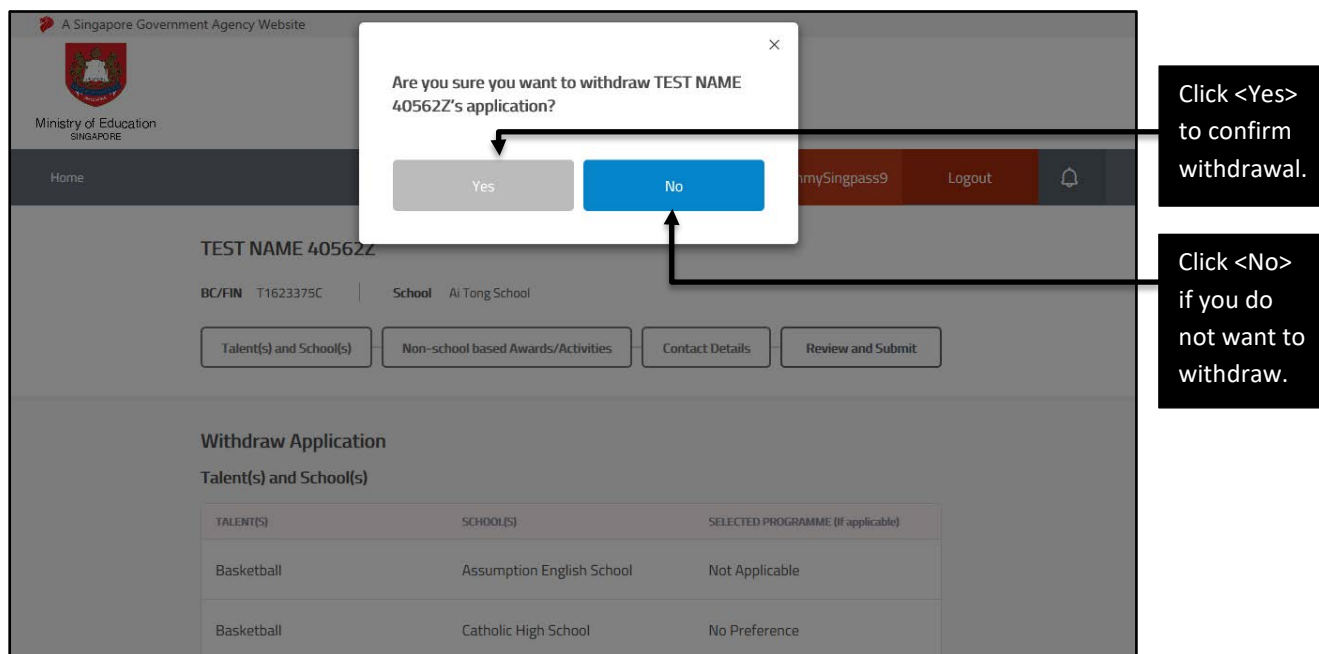 A Singapore Government Agency Website
Ministry of Education
SINGAPORE
Are you sure you want to withdraw TEST NAME
40562Z's application?
Yes
No
Home
mySingpass9
Logout
TEST NAME 40562Z
BC/FIN T1623375C School Ai Tong School
Talent(s) and School(s)
Non-school based Awards/Activities
Contact Details
Review and Submit
Withdraw Application
Talent(s) and School(s)
TALENT(S) SCHOOL(S) SELECTED PROGRAMME (If applicable)
Basketball Assumption English School Not Applicable
Basketball Catholic High School No Preference
Click <Yes>
to confirm
withdrawal.
Click <No>
if you do
not want to
withdraw.